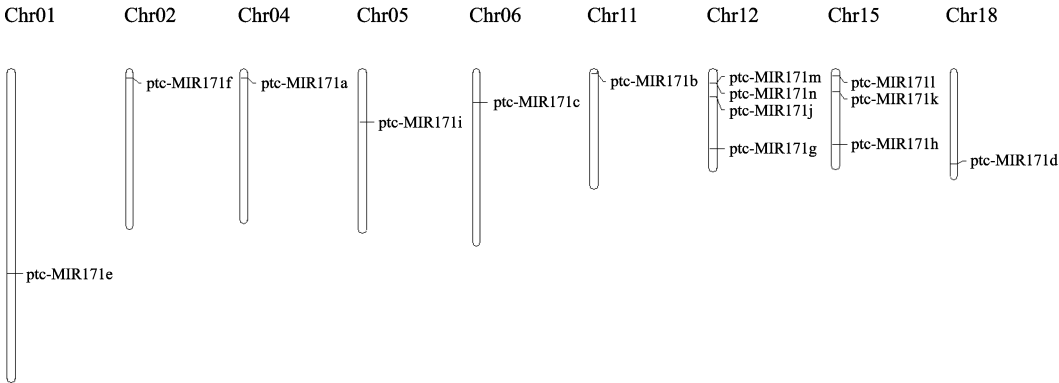 Chr01 Chr02 Chr04 Chr05 Chr06 Chr11 Chr12 Chr15 Chr18
ptc-MIR171e
ptc-MIR171f
ptc-MIR171a
ptc-MIR171i
ptc-MIR171c
ptc-MIR171b
ptc-MIR171m
ptc-MIR171n
ptc-MIR171j
ptc-MIR171g
ptc-MIR171l
ptc-MIR171k
ptc-MIR171h
ptc-MIR171d